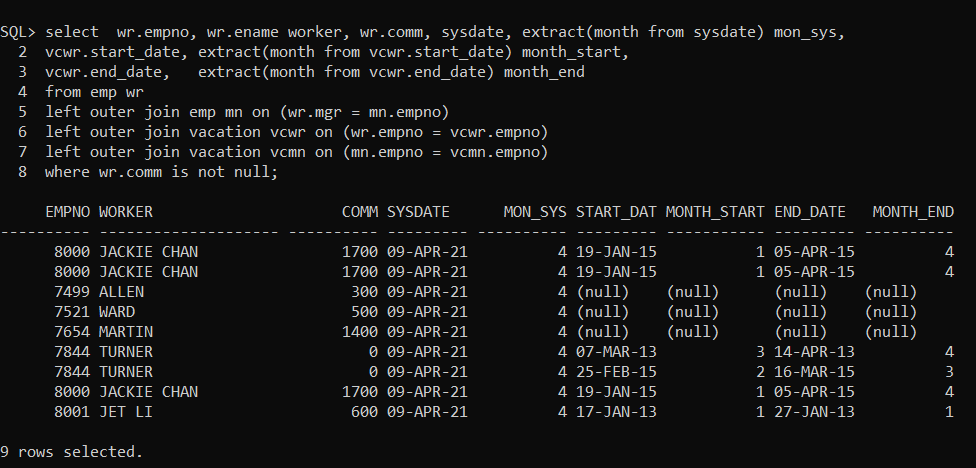 SQL> select  wr.empno, wr.ename worker, wr.comm, sysdate, extract(month from sysdate) mon_sys,
  2  vcwr.start_date, extract(month from vcwr.start_date) month_start,
  3  vcwr.end_date,   extract(month from vcwr.end_date) month_end
  4  from emp wr
  5  left outer join emp mn on (wr.mgr = mn.empno)
  6  left outer join vacation vcwr on (wr.empno = vcwr.empno)
  7  left outer join vacation vcmn on (mn.empno = vcmn.empno)
  8  where wr.comm is not null;

     EMPNO WORKER                     COMM SYSDATE      MON_SYS START_DAT MONTH_START END_DATE   MONTH_END
---------- -------------------- ---------- --------- ---------- --------- ----------- --------- ----------
      8000 JACKIE CHAN                1700 09-APR-21          4 19-JAN-15           1 05-APR-15          4
      8000 JACKIE CHAN                1700 09-APR-21          4 19-JAN-15           1 05-APR-15          4
      7499 ALLEN                       300 09-APR-21          4 (null)    (null)      (null)    (null)
      7521 WARD                        500 09-APR-21          4 (null)    (null)      (null)    (null)
      7654 MARTIN                     1400 09-APR-21          4 (null)    (null)      (null)    (null)
      7844 TURNER                        0 09-APR-21          4 07-MAR-13           3 14-APR-13          4
      7844 TURNER                        0 09-APR-21          4 25-FEB-15           2 16-MAR-15          3
      8000 JACKIE CHAN                1700 09-APR-21          4 19-JAN-15           1 05-APR-15          4
      8001 JET LI                      600 09-APR-21          4 17-JAN-13           1 27-JAN-13          1

9 rows selected.